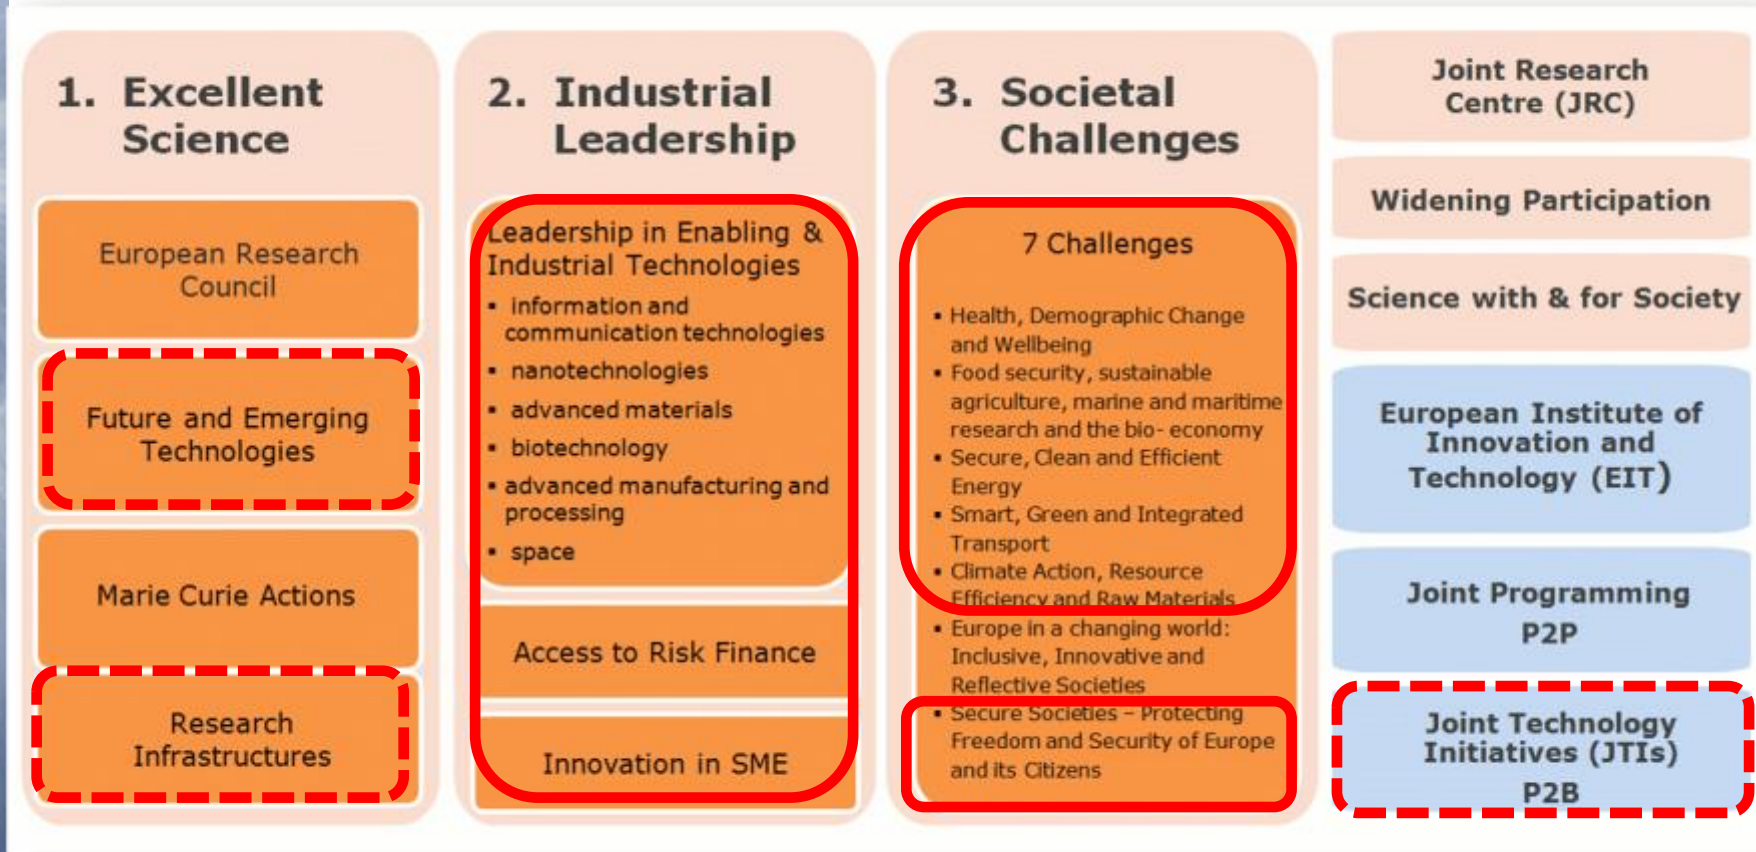 1. Excellent
Science
European Research
Council
Future and Emerging
Technologies
Marie Curie Actions
Research
Infrastructures
2. Industrial
Leadership
Leadership in Enabling &
Industrial Technologies
▪ information and
communication technologies
▪ nanotechnologies
▪ advanced materials
▪ biotechnology
▪ advanced manufacturing and
processing
▪ space
Access to Risk Finance
Innovation in SME
3. Societal
Challenges
7 Challenges
▪ Health, Demographic Change
and Wellbeing
▪ Food security, sustainable
agriculture, marine and maritime
research and the bio- economy
▪ Secure, Clean and Efficient
Energy
▪ Smart, Green and Integrated
Transport
▪ Climate Action, Resource
Efficiency and Raw Materials
▪ Europe in a changing world:
Inclusive, Innovative and
Reflective Societies
▪ Secure Societies – Protecting
Freedom and Security of Europe
and its Citizens
Joint Research
Centre (JRC)
Widening Participation
Science with & for Society
European Institute of
Innovation and
Technology (EIT)
Joint Programming
P2P
Joint Technology
Initiatives (JTIs)
P2B